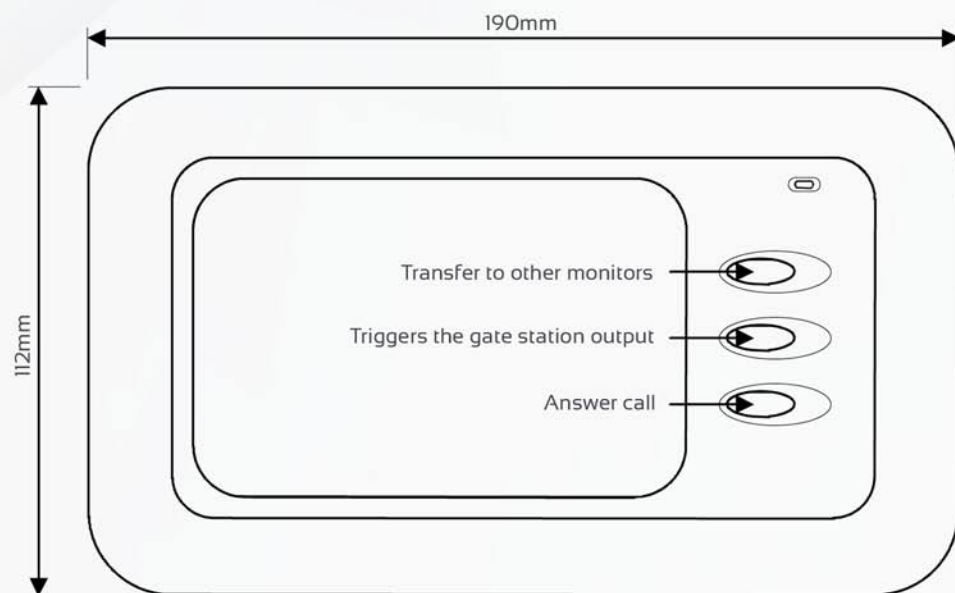 190mm
112mm
Transfer to other monitors
Triggers the gate station output
Answer call